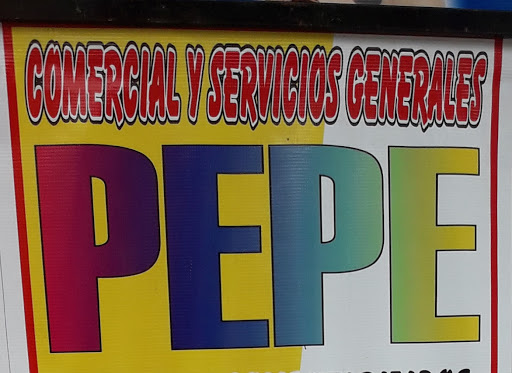 COMERCIAL Y SERVICIOS GENERALES
PEPE